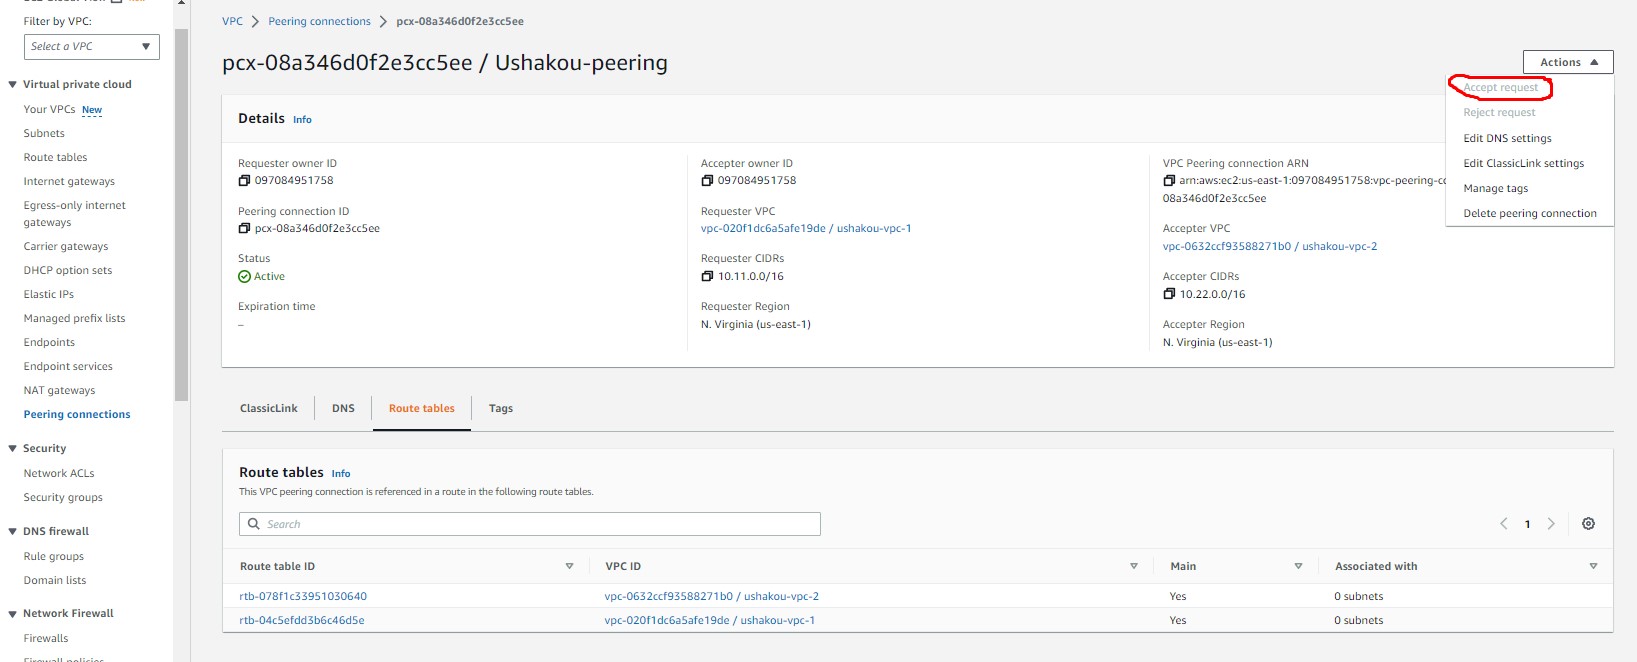 Filter by VPC:
Select a VPC
Virtual private cloud
Your VPCs New
Subnets
Route tables
Internet gateways
Egress-only internet
gateways
Carrier gateways
DHCP option sets
Elastic IPs
Managed prefix lists
Endpoints
Endpoint services
NAT gateways
Peering connections
Security
Network ACLs
Security groups
DNS firewall
Rule groups
Domain lists
Network Firewall
Firewalls
Firewall policies
VPC > Peering connections > pcx-08a346d0f2e3cc5ee
pcx-08a346d0f2e3cc5ee / Ushakou-peering
Actions
Accept request
Reject request
Edit DNS settings
Edit ClassicLink settings
Manage tags
Delete peering connection
Details Info
Requester owner ID
097084951758
Peering connection ID
pcx-08a346d0f2e3cc5ee
Status
Active
Expiration time
–
Accepter owner ID
097084951758
Requester VPC
vpc-020f1dc6a5afe19de / ushakou-vpc-1
Requester CIDRs
10.11.0.0/16
Requester Region
N. Virginia (us-east-1)
VPC Peering connection ARN
arn:aws:ec2:us-east-1:097084951758:vpc-peering-co
08a346d0f2e3cc5ee
Accepter VPC
vpc-0632ccf93588271b0 / ushakou-vpc-2
Accepter CIDRs
10.22.0.0/16
Accepter Region
N. Virginia (us-east-1)
ClassicLink DNS Route tables Tags
Route tables Info
This VPC peering connection is referenced in a route in the following route tables.
Search
1
Route table ID VPC ID Main Associated with
rtb-078f1c33951030640 vpc-0632ccf93588271b0 / ushakou-vpc-2 Yes 0 subnets
rtb-04c5efdd3b6c46d5e vpc-020f1dc6a5afe19de / ushakou-vpc-1 Yes 0 subnets